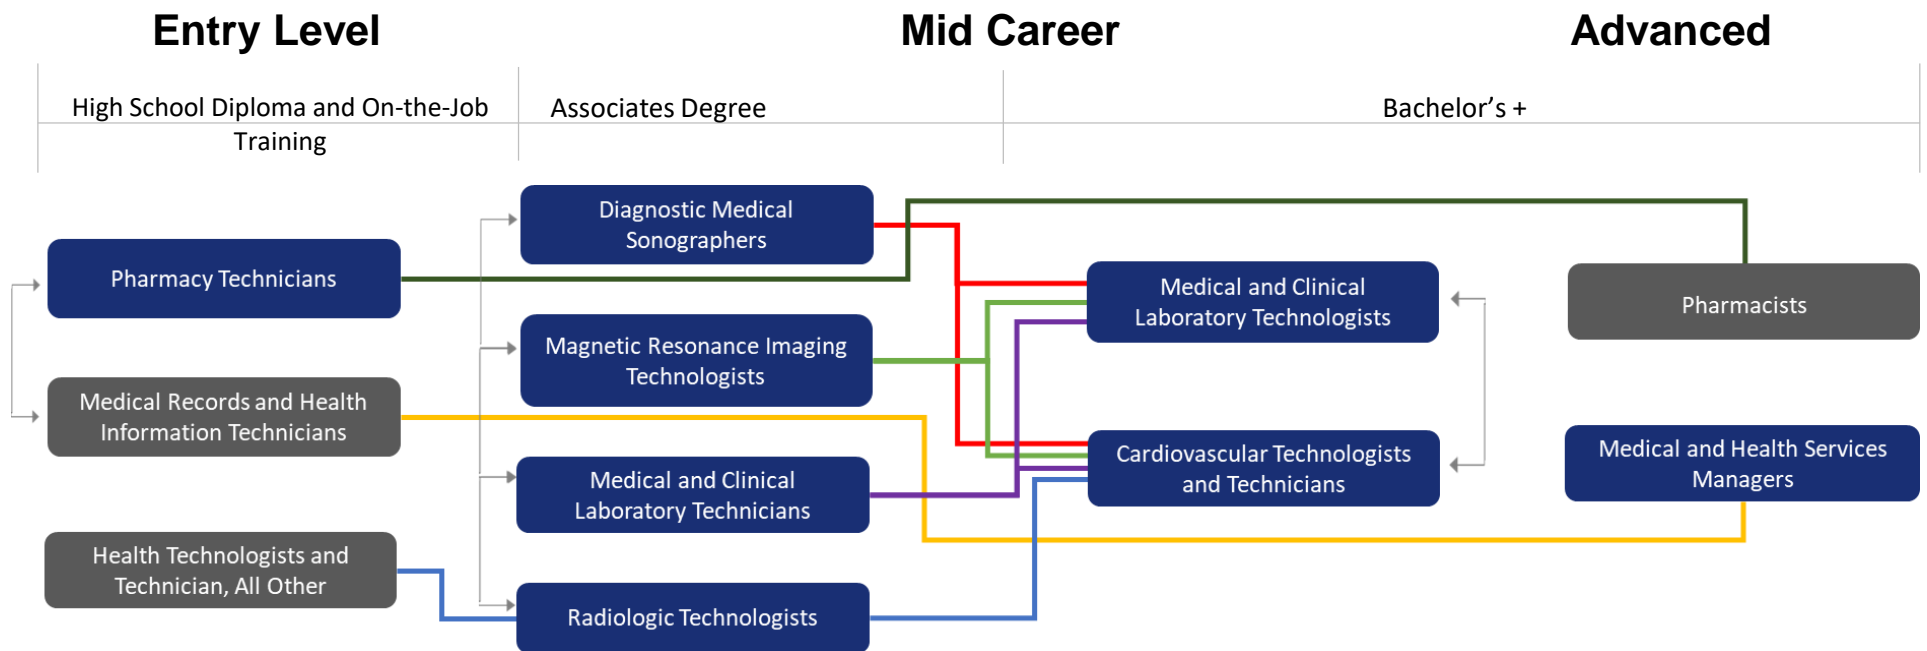 Entry Level
Mid Career
Advanced
High School Diploma and On-the-Job
Training
Associates Degree
Bachelor’s +
Pharmacy Technicians
Medical Records and Health
Information Technicians
Health Technologists and
Technician, All Other
Diagnostic Medical
Sonographers
Magnetic Resonance Imaging
Technologists
Medical and Clinical
Laboratory Technicians
Radiologic Technologists
Medical and Clinical
Laboratory Technologists
Cardiovascular Technologists
and Technicians
Pharmacists
Medical and Health Services
Managers